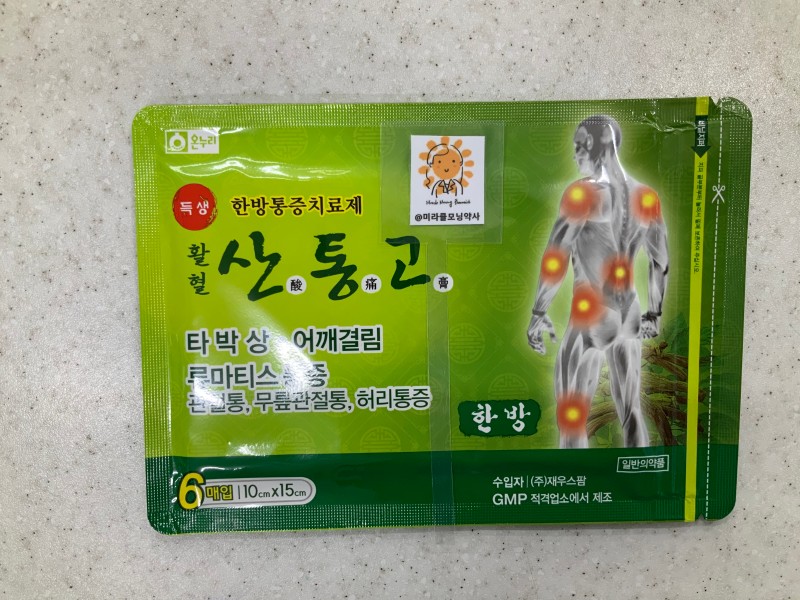 온누리
득생 한방통증치료제
활혈 산酸통痛고膏
타박상 어깨결림
류마티스 통증
관절통, 무릎관절통, 허리통증
6매입 10cmx15cm
@미라클모닝약사
한방
일반의약품
수입자 (주)재우스팜
GMP 적격업소에서 제조